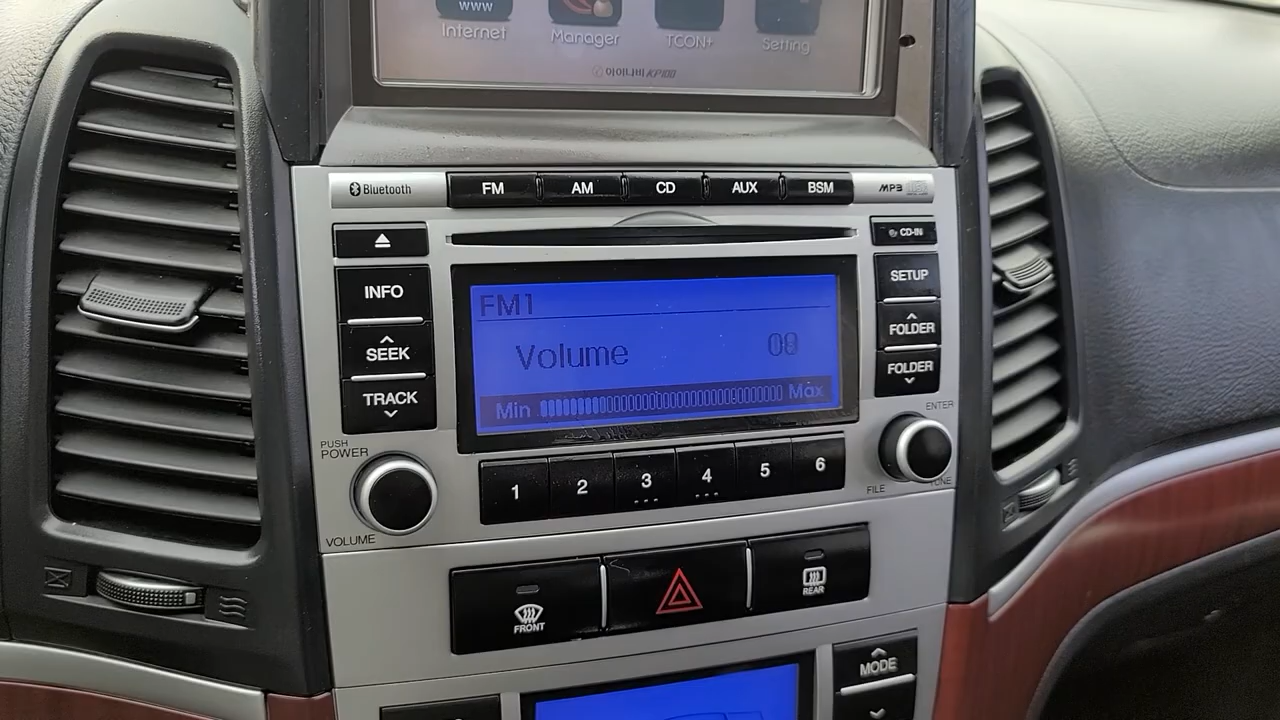 www
Internet
Manager
TCON+
Setting
아이나비 KP100
Bluetooth
FM
AM
CD
AUX
BSM
MP3
CD-IN
INFO
SEEK
TRACK
SETUP
FOLDER
FOLDER
FM1
Volume 08
Min
Max
PUSH
POWER
VOLUME
ENTER
FILE
TUNE
1
2
3
4
5
6
FRONT
REAR
MODE